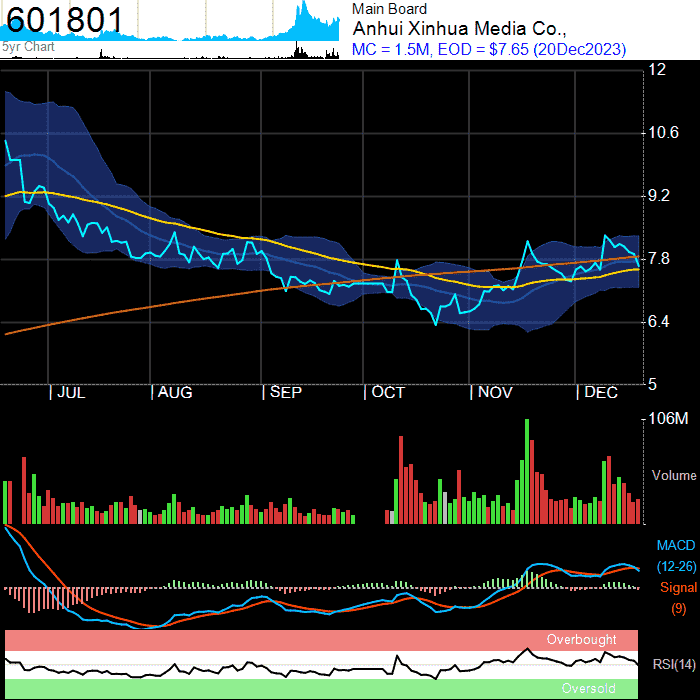 601801
5yr Chart
Main Board
Anhui Xinhua Media Co.,
MC = 1.5M, EOD = $7.65 (20Dec2023)
12
10.6
9.2
7.8
6.4
5
| JUL | AUG | SEP | OCT | NOV | DEC
106M
Volume
MACD
(12-26)
Signal
(9)
Overbought
RSI(14)
Oversold